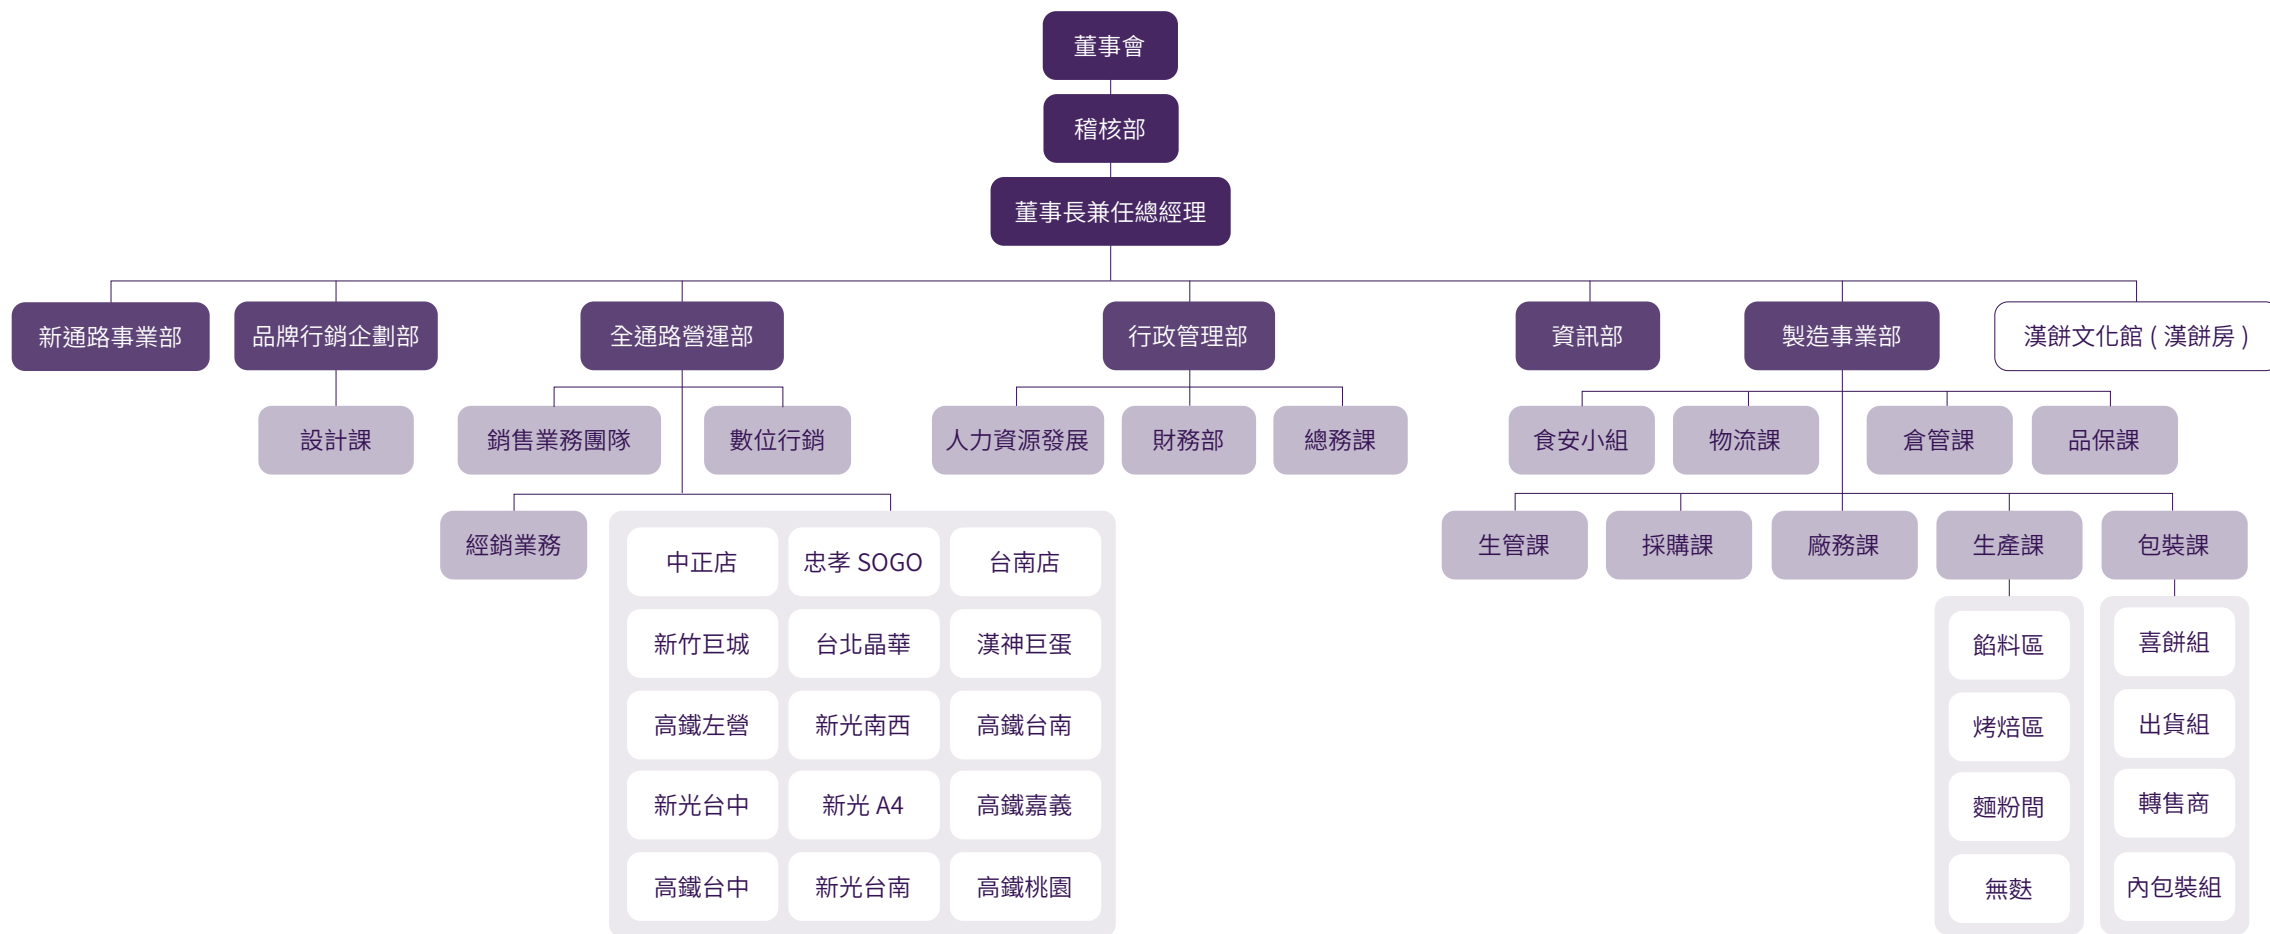 董事會
稽核部
董事長兼任總經理
新通路事業部
品牌行銷企劃部
全通路營運部
行政管理部
資訊部
製造事業部
漢餅文化館 ( 漢餅房 )
設計課
銷售業務團隊
數位行銷
人力資源發展
財務部
總務課
食安小組
物流課
倉管課
品保課
經銷業務
中正店
忠孝 SOGO
台南店
新竹巨城
台北晶華
漢神巨蛋
高鐵左營
新光南西
高鐵台南
新光台中
新光 A4
高鐵嘉義
高鐵台中
新光台南
高鐵桃園
生管課
採購課
廠務課
生產課
包裝課
餡料區
烤焙區
麵粉間
無麩
喜餅組
出貨組
轉售商
內包裝組